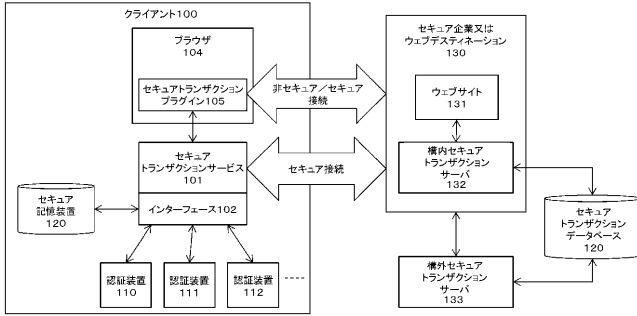 クライアント100
ブラウザ
104
セキュアトランザクション
プラグイン105
セキュア
トランザクションサービス
101
インターフェース102
セキュア
記憶装置
120
認証装置
110
認証装置
111
認証装置
112
非セキュア/セキュア
接続
セキュア接続
セキュア企業又は
ウェブデスティネーション
130
ウェブサイト
131
構内セキュア
トランザクション
サーバ
132
構外セキュア
トランザクション
サーバ
133
セキュア
トランザクション
データベース
120